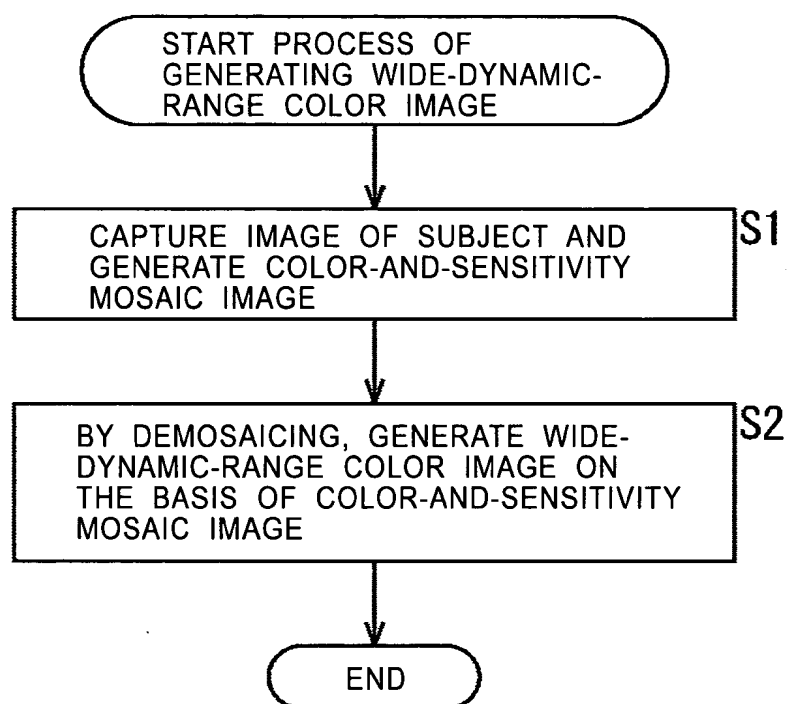 START PROCESS OF
GENERATING WIDE-DYNAMIC-
RANGE COLOR IMAGE
S1
CAPTURE IMAGE OF SUBJECT AND
GENERATE COLOR-AND-SENSITIVITY
MOSAIC IMAGE
S2
BY DEMOSAICING, GENERATE WIDE-
DYNAMIC-RANGE COLOR IMAGE ON
THE BASIS OF COLOR-AND-SENSITIVITY
MOSAIC IMAGE
END